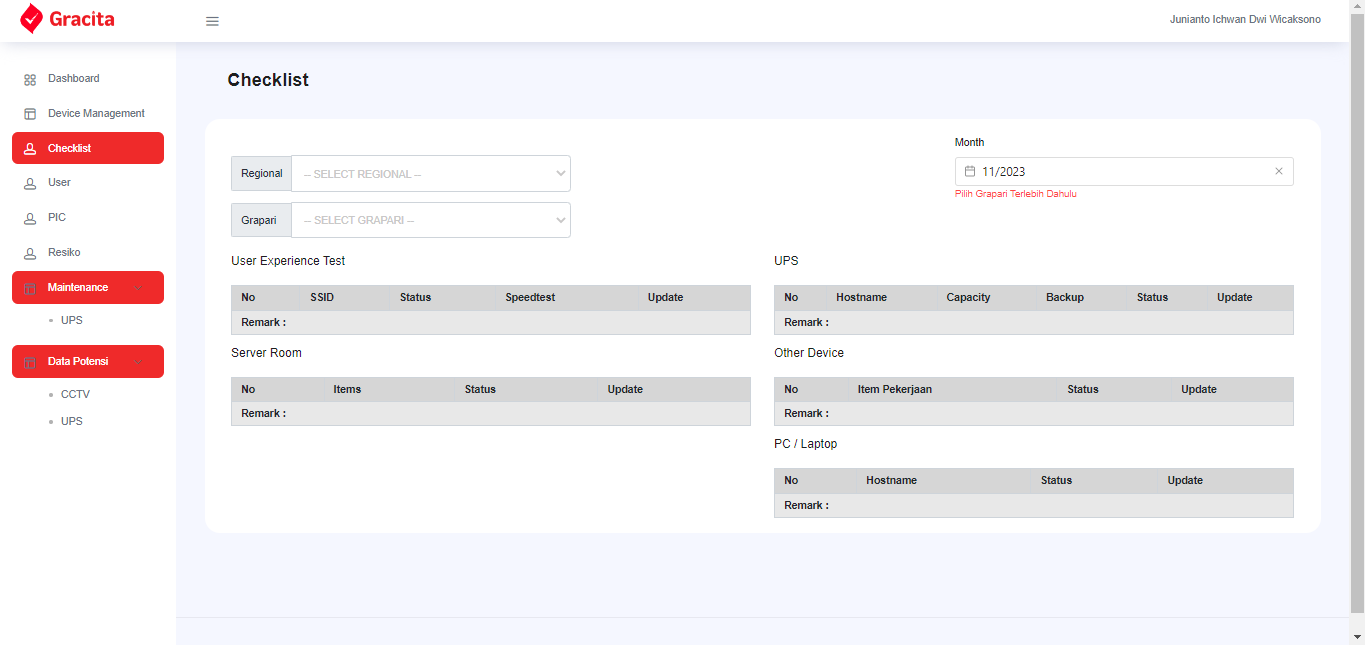 Gracita
Junianto Ichwan Dwi Wicaksono
Dashboard
Device Management
Checklist
User
PIC
Resiko
Maintenance
UPS
Data Potensi
CCTV
UPS
Checklist
Month
11/2023
Pilih Grapari Terlebih Dahulu
Regional -- SELECT REGIONAL --
Grapari -- SELECT GRAPARI --
User Experience Test
No SSID Status Speedtest Update
Remark :
Server Room
No Items Status Update
Remark :
UPS
No Hostname Capacity Backup Status Update
Remark :
Other Device
No Item Pekerjaan Status Update
Remark :
PC / Laptop
No Hostname Status Update
Remark :